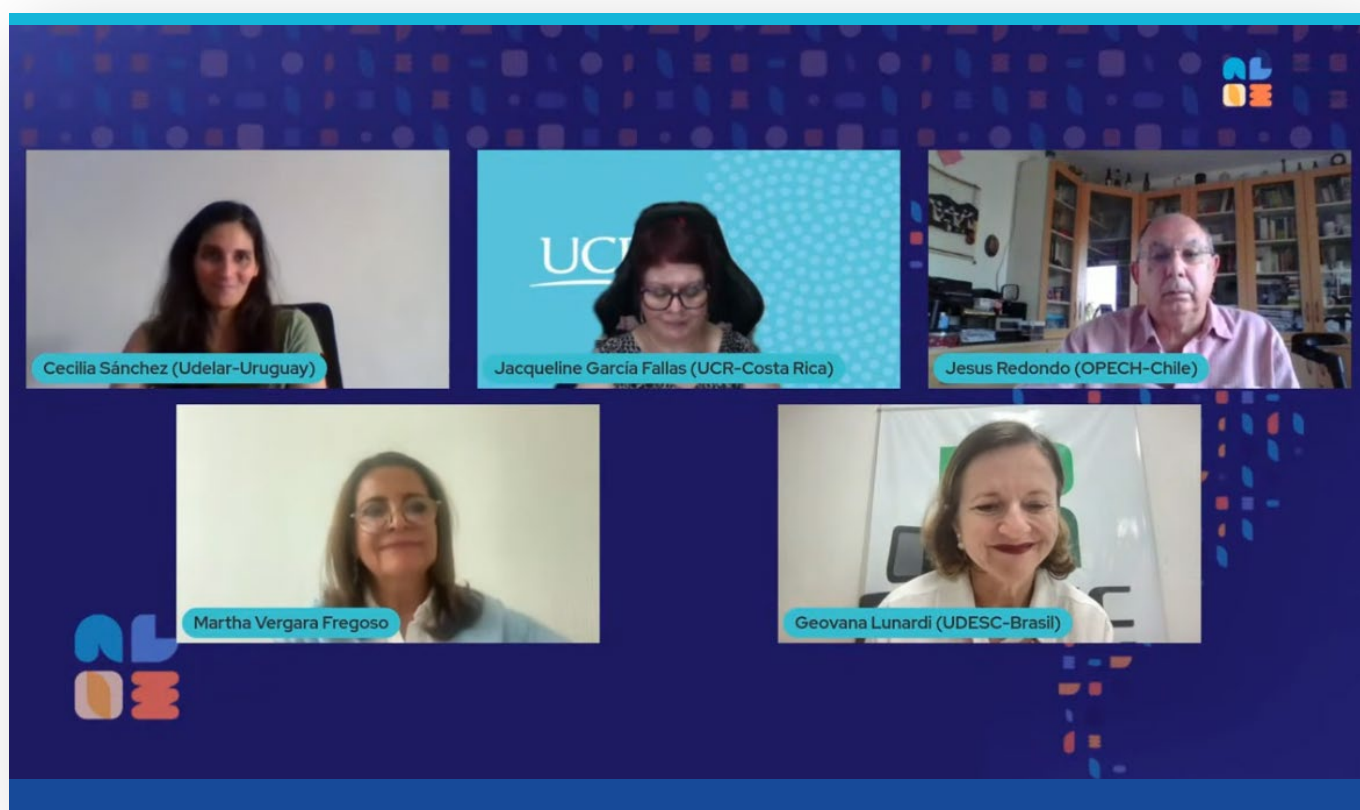 Cecilia Sánchez (Udelar-Uruguay)
Jacqueline García Fallas (UCR-Costa Rica)
Jesus Redondo (OPECH-Chile)
Martha Vergara Fregoso
Geovana Lunardi (UDESC-Brasil)